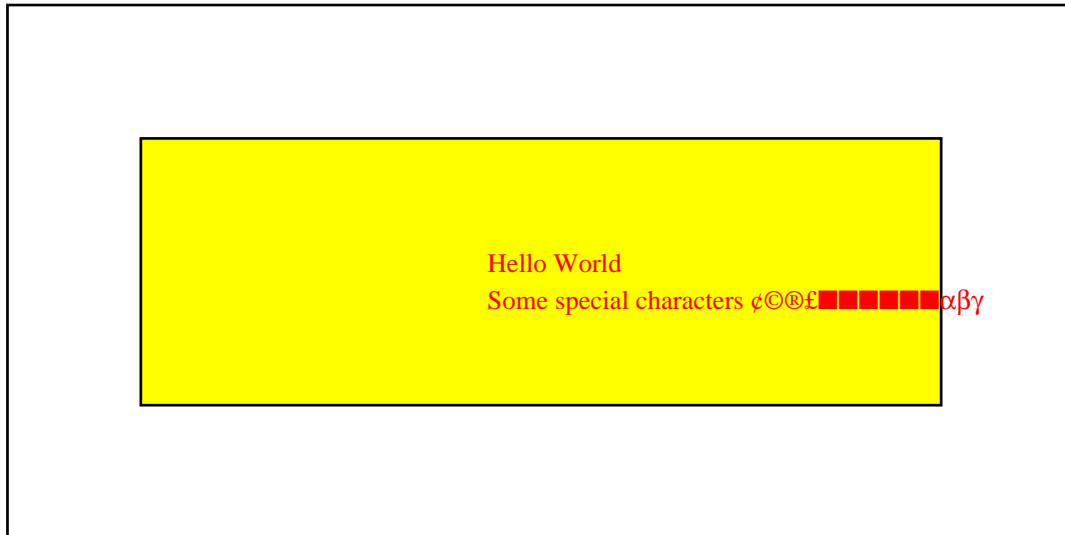 Hello World
Some special characters ¢©®£■■■■■■αβγ